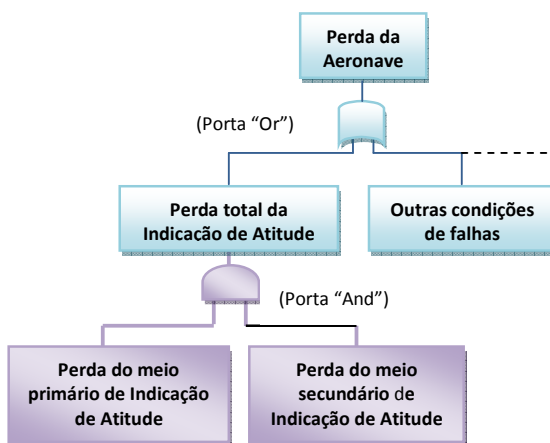 Perda da
Aeronave
(Porta “Or”)
Perda total da
Indicação de Atitude
Outras condições
de falhas
(Porta “And”)
Perda do meio
primário de Indicação
de Atitude
Perda do meio
secundário de
Indicação de Atitude